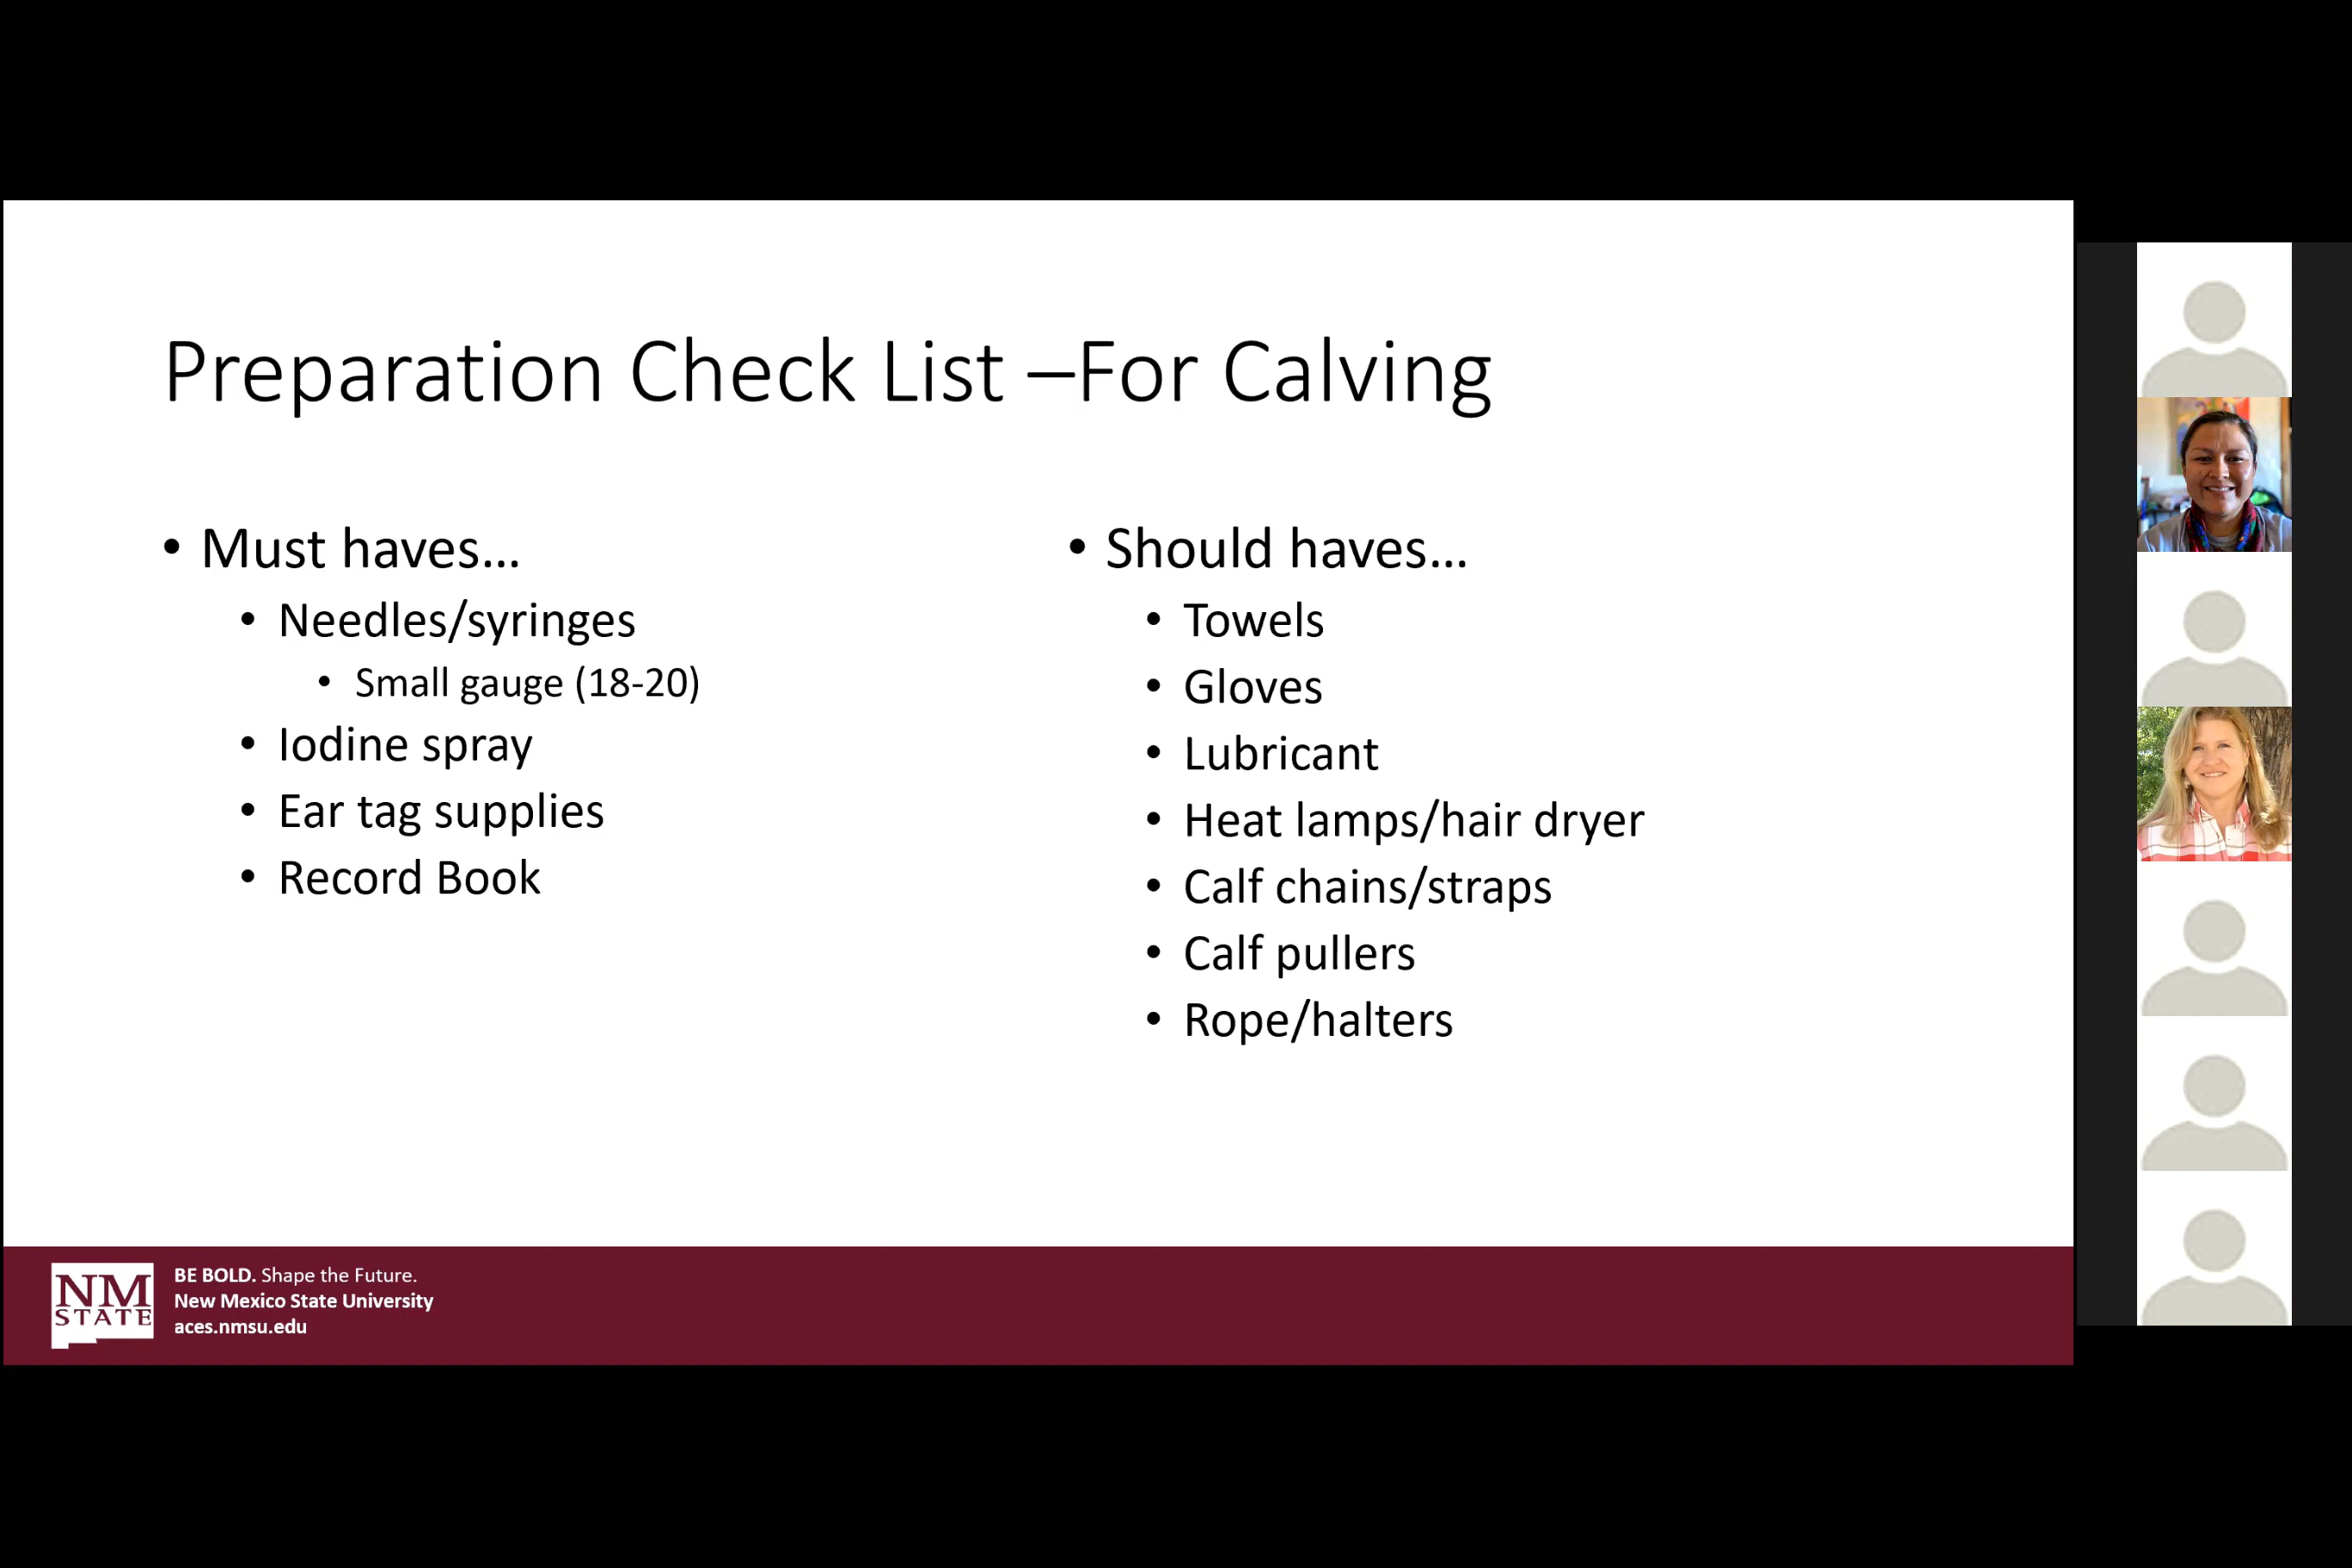 Preparation Check List –For Calving
• Must haves…
• Needles/syringes
• Small gauge (18-20)
• Iodine spray
• Ear tag supplies
• Record Book
• Should haves…
• Towels
• Gloves
• Lubricant
• Heat lamps/hair dryer
• Calf chains/straps
• Calf pullers
• Rope/halters
NM
STATE
BE BOLD. Shape the Future.
New Mexico State University
aces.nmsu.edu